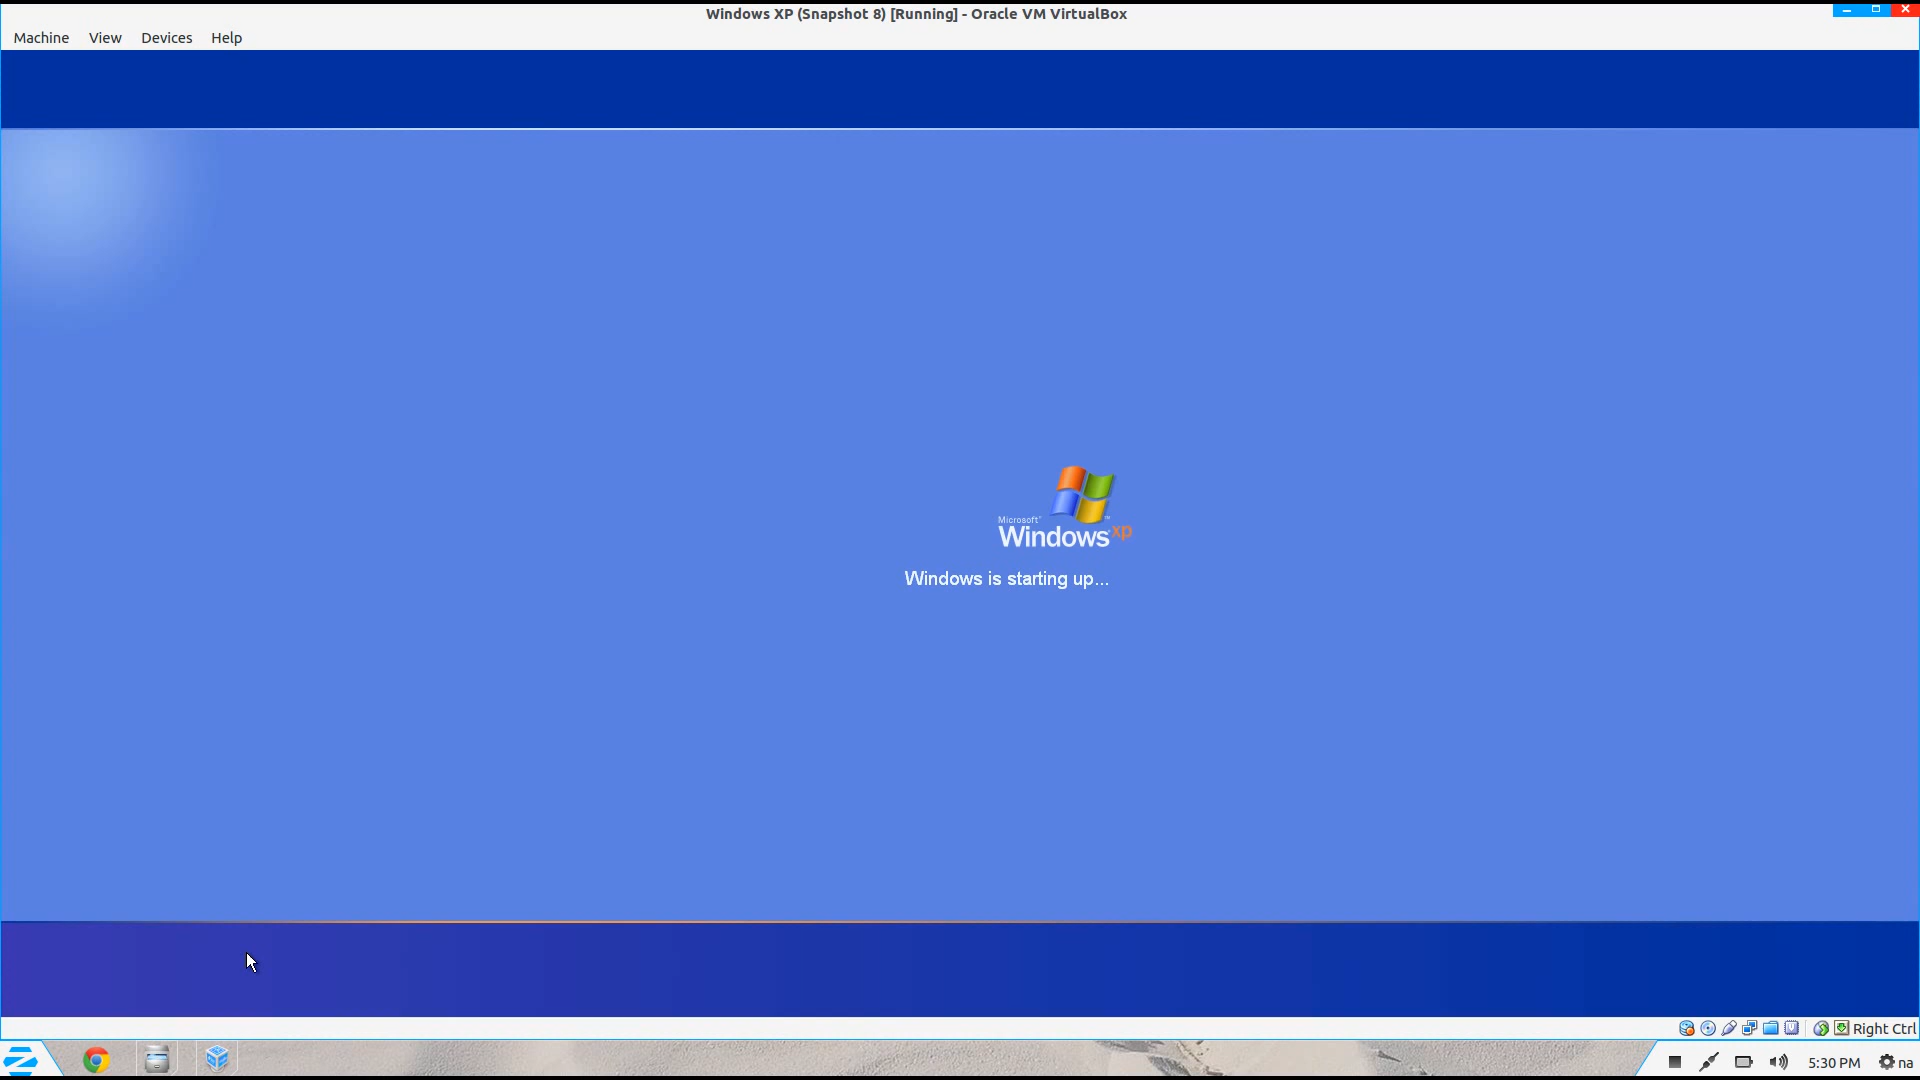 Windows XP (Snapshot 8) [Running] - Oracle VM VirtualBox
Machine View Devices Help
Microsoft
Windows xp
Windows is starting up...
Right Ctrl
5:30 PM na